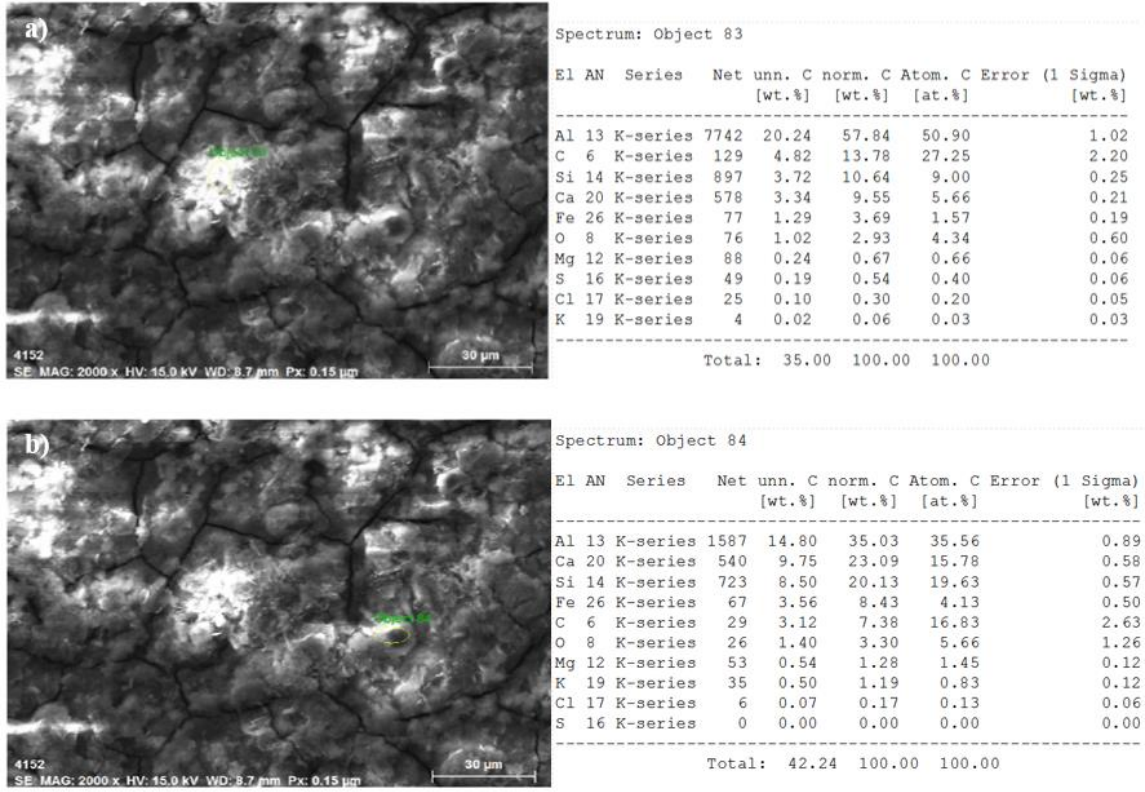 a)
Spectrum: Object 83
El AN Series Net unn. C norm. C Atom. C Error (1 Sigma)
[wt.%] [wt.%] [at.%] [wt.%]
Al 13 K-series 7742 20.24 57.84 50.90 1.02
C 6 K-series 129 4.82 13.78 27.25 2.20
Si 14 K-series 897 3.72 10.64 9.00 0.25
Ca 20 K-series 578 3.34 9.55 5.66 0.21
Fe 26 K-series 77 1.29 3.69 1.57 0.19
O 8 K-series 76 1.02 2.93 4.34 0.60
Mg 12 K-series 88 0.24 0.67 0.66 0.06
S 16 K-series 49 0.19 0.54 0.40 0.06
Cl 17 K-series 25 0.10 0.30 0.20 0.05
K 19 K-series 4 0.02 0.06 0.03 0.03
Total: 35.00 100.00 100.00
4152
30 µm
SE MAG: 2000 x HV: 15.0 kV WD: 8.7 mm Px: 0.15 µm
b)
Spectrum: Object 84
El AN Series Net unn. C norm. C Atom. C Error (1 Sigma)
[wt.%] [wt.%] [at.%] [wt.%]
Al 13 K-series 1587 14.80 35.03 35.56 0.89
Ca 20 K-series 540 9.75 23.09 15.78 0.58
Si 14 K-series 723 8.50 20.13 19.63 0.57
Fe 26 K-series 67 3.56 8.43 4.13 0.50
C 6 K-series 29 3.12 7.38 16.83 2.63
O 8 K-series 26 1.40 3.30 5.66 1.26
Mg 12 K-series 53 0.54 1.28 1.45 0.12
K 19 K-series 35 0.50 1.19 0.83 0.12
Cl 17 K-series 6 0.07 0.17 0.13 0.06
S 16 K-series 0 0.00 0.00 0.00 0.00
Total: 42.24 100.00 100.00
4152
30 µm
SE MAG: 2000 x HV: 15.0 kV WD: 8.7 mm Px: 0.15 µm